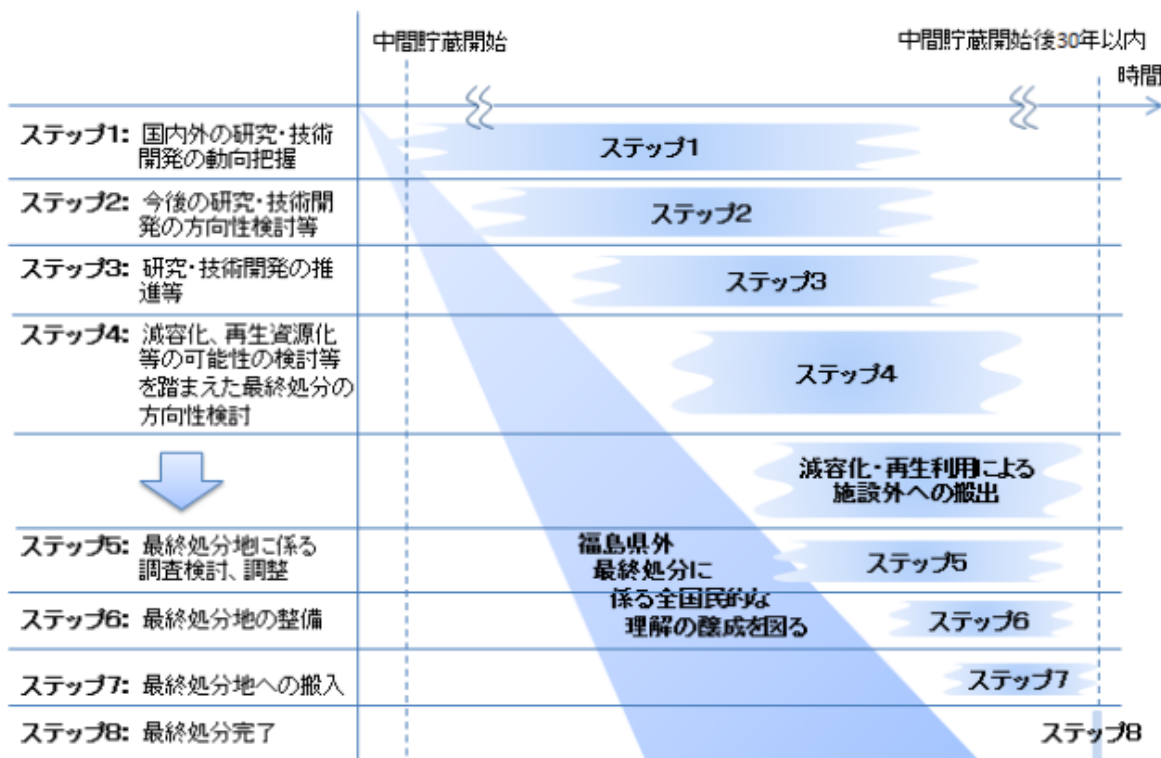 中間貯蔵開始
中間貯蔵開始後30年以内
時間
ステップ1: 国内外の研究・技術
開発の動向把握
ステップ1
ステップ2: 今後の研究・技術開
発の方向性検討等
ステップ2
ステップ3: 研究・技術開発の推
進等
ステップ3
ステップ4: 減容化、再生資源化
等の可能性の検討等
を踏まえた最終処分の
方向性検討
ステップ4
減容化・再生利用による
施設外への搬出
ステップ5: 最終処分地に係る
調査検討、調整
ステップ5
福島県外
最終処分に
係る全国民的な
理解の醸成を図る
ステップ6: 最終処分地の整備
ステップ6
ステップ7: 最終処分地への搬入
ステップ7
ステップ8: 最終処分完了
ステップ8